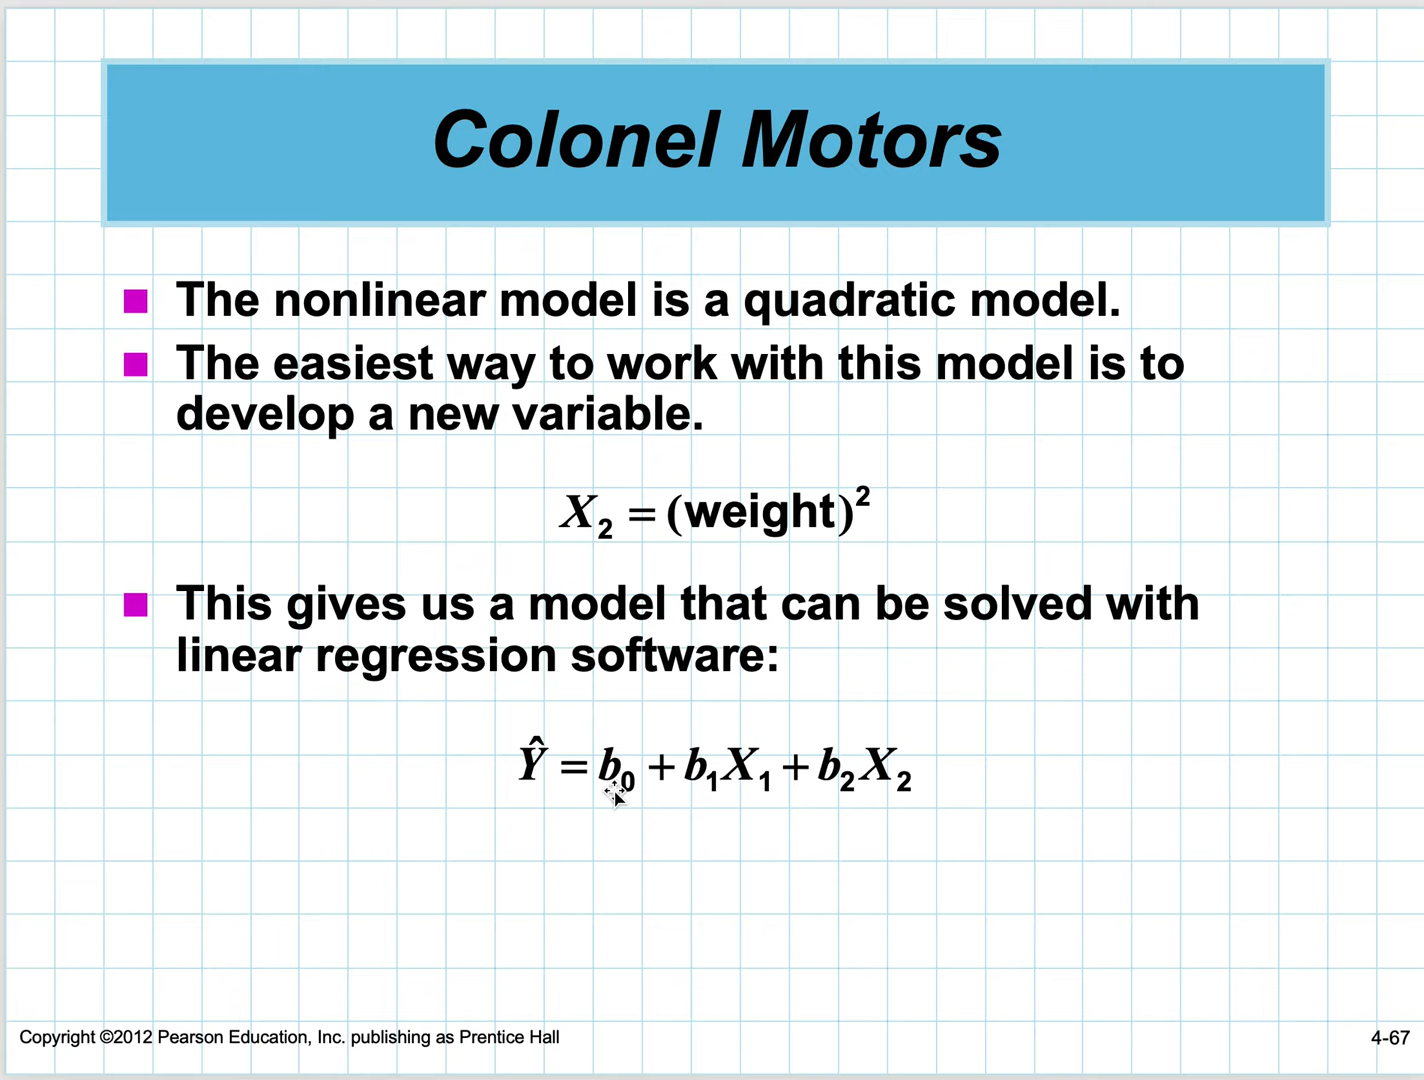 Colonel Motors
The nonlinear model is a quadratic model.
The easiest way to work with this model is to
develop a new variable.
X₂ = (weight)²
This gives us a model that can be solved with
linear regression software:
Ŷ = b₀ + b₁X₁ + b₂X₂
Copyright ©2012 Pearson Education, Inc. publishing as Prentice Hall
4-67